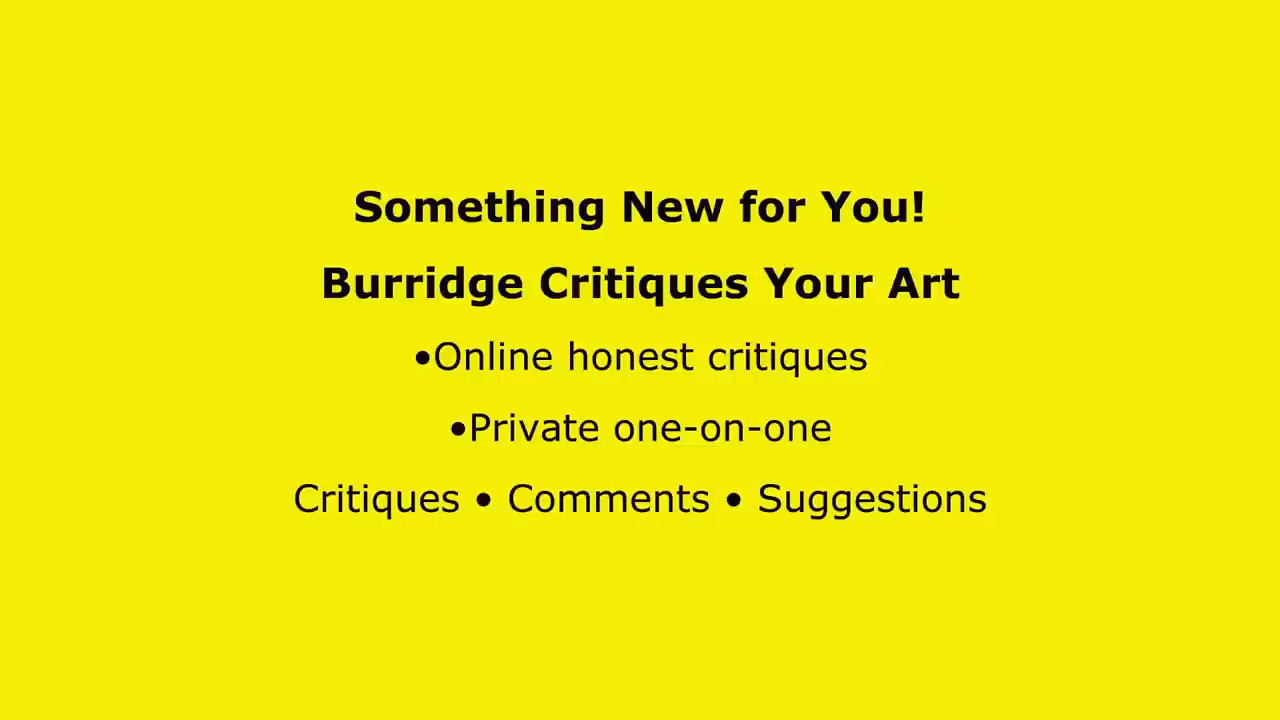 Something New for You!
Burridge Critiques Your Art
•Online honest critiques
•Private one-on-one
Critiques • Comments • Suggestions